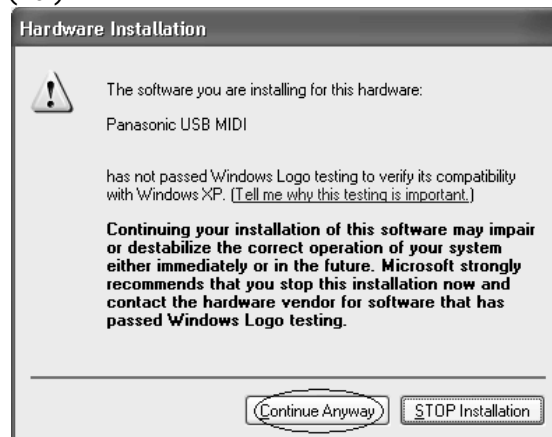 Hardware Installation
The software you are installing for this hardware:
Panasonic USB MIDI
has not passed Windows Logo testing to verify its compatibility
with Windows XP. (Tell me why this testing is important.)
Continuing your installation of this software may impair
or destabilize the correct operation of your system
either immediately or in the future. Microsoft strongly
recommends that you stop this installation now and
contact the hardware vendor for software that has
passed Windows Logo testing.
Continue Anyway STOP Installation